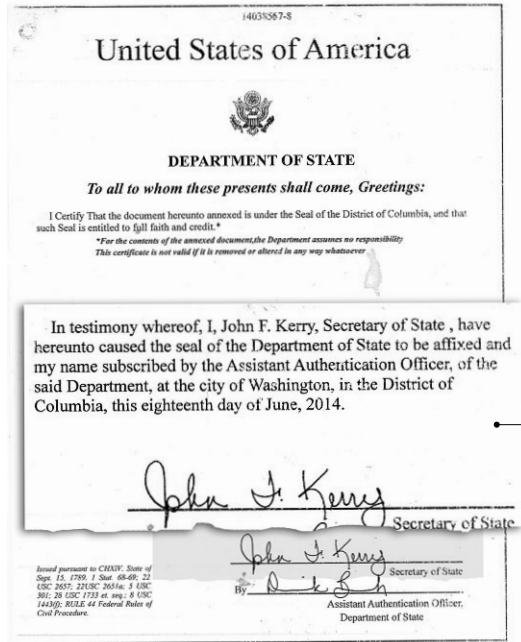 14038567-8
United States of America
DEPARTMENT OF STATE
To all to whom these presents shall come, Greetings:
I Certify That the document hereunto annexed is under the Seal of the District of Columbia, and that
such Seal is entitled to full faith and credit.*
*For the contents of the annexed document,the Department assumes no responsibility
This certificate is not valid if it is removed or altered in any way whatsoever
In testimony whereof, I, John F. Kerry, Secretary of State , have
hereunto caused the seal of the Department of State to be affixed and
my name subscribed by the Assistant Authentication Officer, of the
said Department, at the city of Washington, in the District of
Columbia, this eighteenth day of June, 2014.
John F. Kerry
Secretary of State
John F. Kerry
Secretary of State
By
Assistant Authentication Officer,
Department of State
Issued pursuant to CHXIV, State of
Sept. 15, 1789, 1 Stat. 68-69; 22
USC 2657; 22USC 2651a; 5 USC
301; 28 USC 1733 et. seq.; 8 USC
1443(f); RULE 44 Federal Rules of
Civil Procedure.